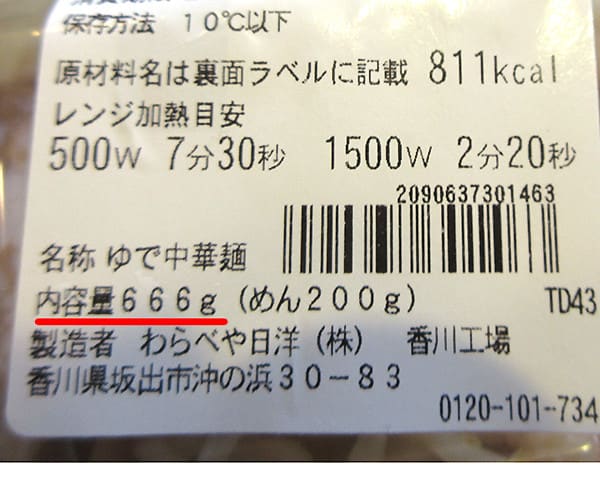 保存方法 10℃以下
原材料名は裏面ラベルに記載 811kcal
レンジ加熱目安
500W 7分30秒 1500W 2分20秒
2090637301463
名称 ゆで中華麺
内容量666g (めん200g) TD43
製造者 わらべや日洋(株) 香川工場
香川県坂出市沖の浜30-83
0120-101-734